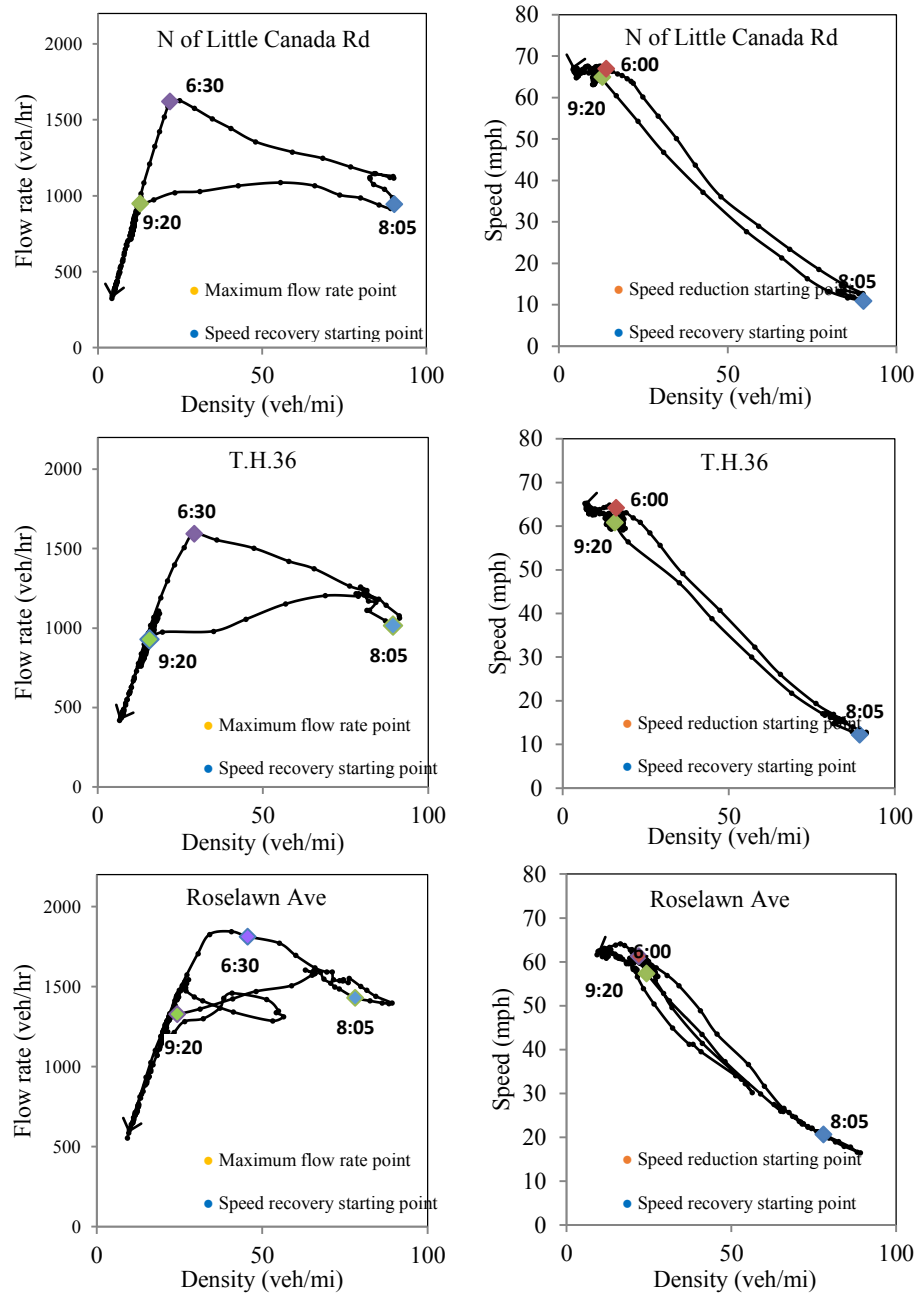 N of Little Canada Rd
Flow rate (veh/hr)
2000
1500
1000
500
0
6:30
9:20
8:05
Maximum flow rate point
Speed recovery starting point
0
50
100
Density (veh/mi)
N of Little Canada Rd
Speed (mph)
80
70
60
50
40
30
20
10
0
6:00
9:20
8:05
Speed reduction starting point
Speed recovery starting point
0
50
100
Density (veh/mi)
T.H.36
Flow rate (veh/hr)
2000
1500
1000
500
0
6:30
9:20
8:05
Maximum flow rate point
Speed recovery starting point
0
50
100
Density (veh/mi)
T.H.36
Speed (mph)
80
70
60
50
40
30
20
10
0
6:00
9:20
8:05
Speed reduction starting point
Speed recovery starting point
0
50
100
Density (veh/mi)
Roselawn Ave
Flow rate (veh/hr)
2000
1500
1000
500
0
6:30
9:20
8:05
Maximum flow rate point
Speed recovery starting point
0
50
100
Density (veh/mi)
Roselawn Ave
Speed (mph)
80
70
60
50
40
30
20
10
0
6:00
9:20
8:05
Speed reduction starting point
Speed recovery starting point
0
50
100
Density (veh/mi)